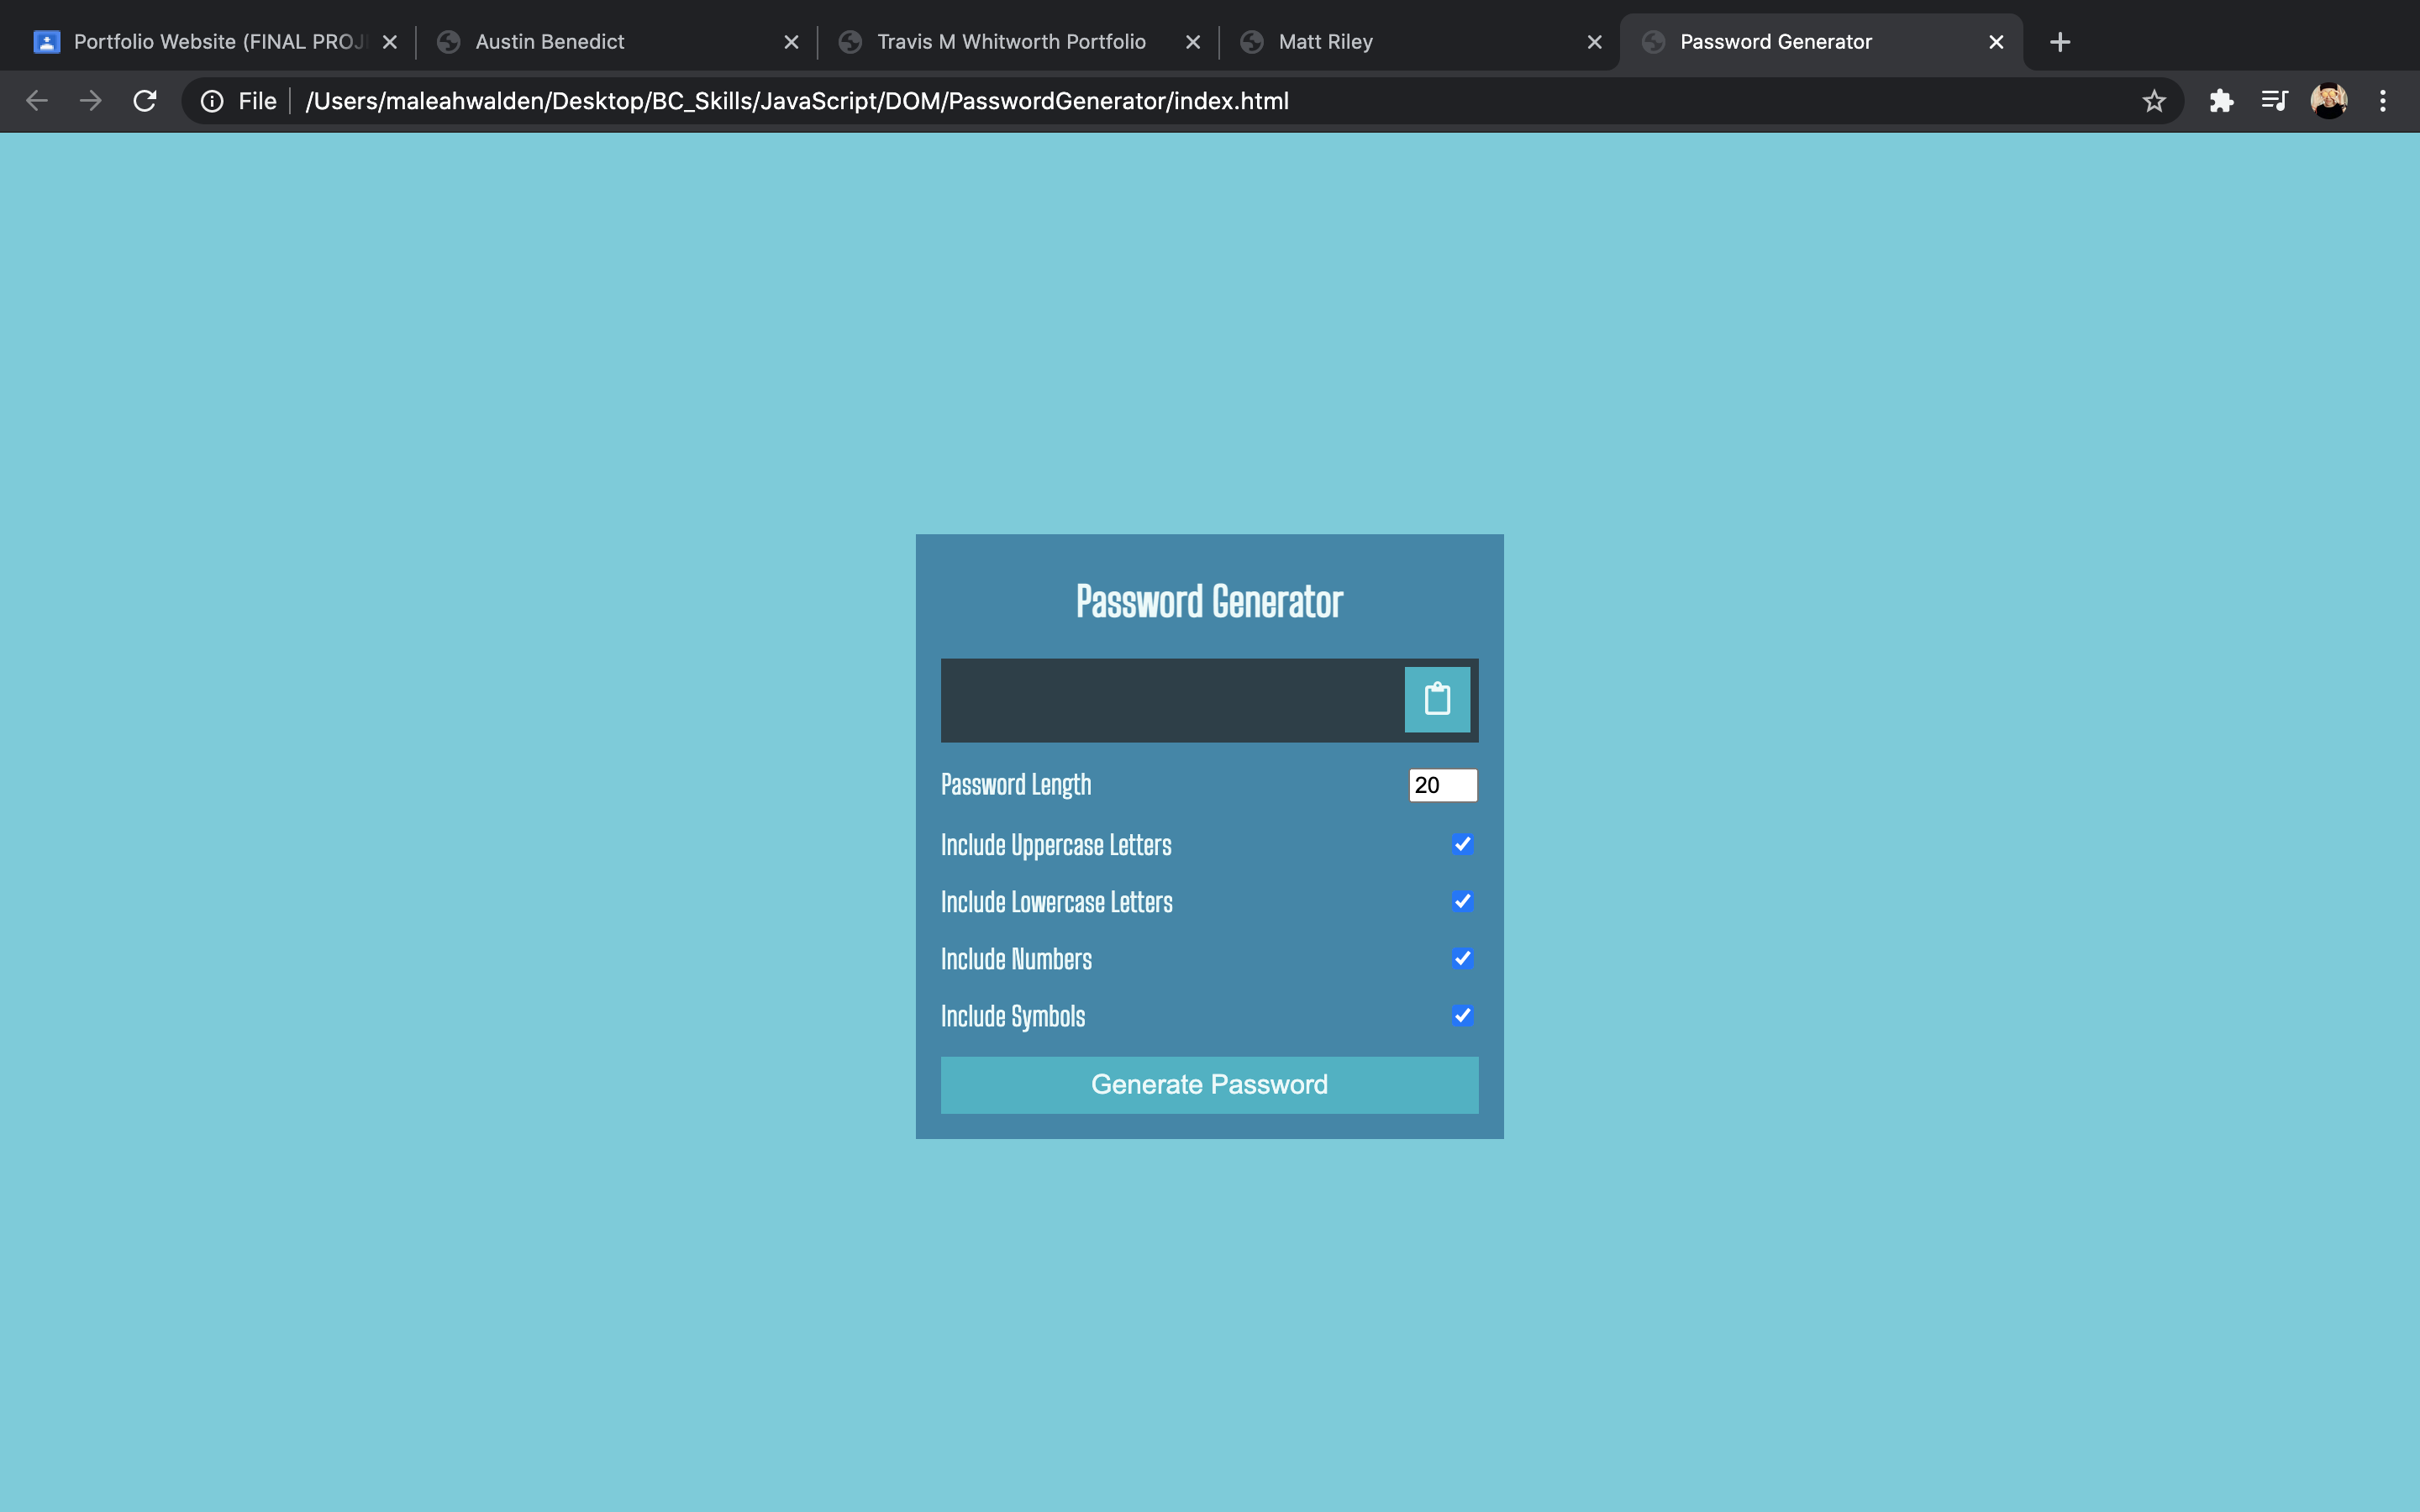 Portfolio Website (FINAL PROJ
Austin Benedict
Travis M Whitworth Portfolio
Matt Riley
Password Generator
File
/Users/maleahwalden/Desktop/BC_Skills/JavaScript/DOM/PasswordGenerator/index.html
Password Generator
Password Length
20
Include Uppercase Letters
Include Lowercase Letters
Include Numbers
Include Symbols
Generate Password